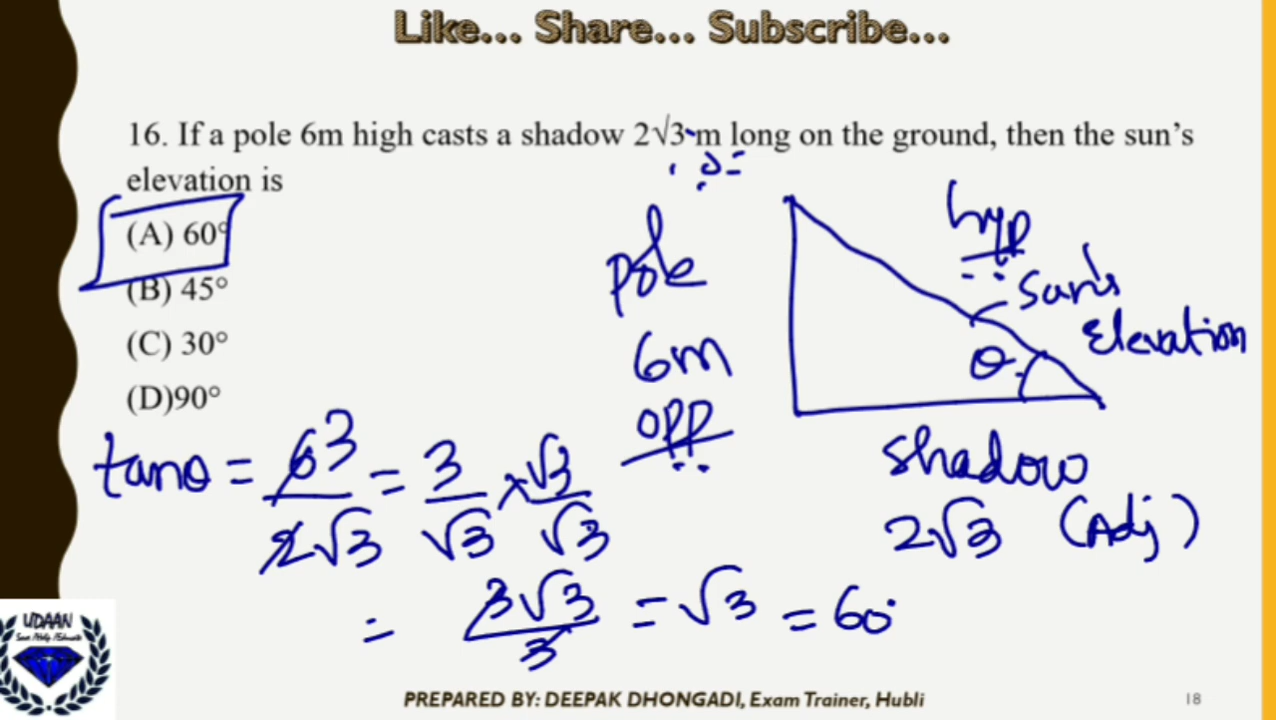 Like... Share... Subscribe...
16. If a pole 6m high casts a shadow 2√3 m long on the ground, then the sun's
elevation is
(A) 60°
(B) 45°
(C) 30°
(D)90°
pole
6m
opp
hyp
Sun's
Elevation
θ
shadow
2√3 (Adj)
tanθ = 6 3 / 2√3 = 3/√3 × √3/√3
= 3√3/3 = √3 = 60°
UDAAN
PREPARED BY: DEEPAK DHONGADI, Exam Trainer, Hubli
18